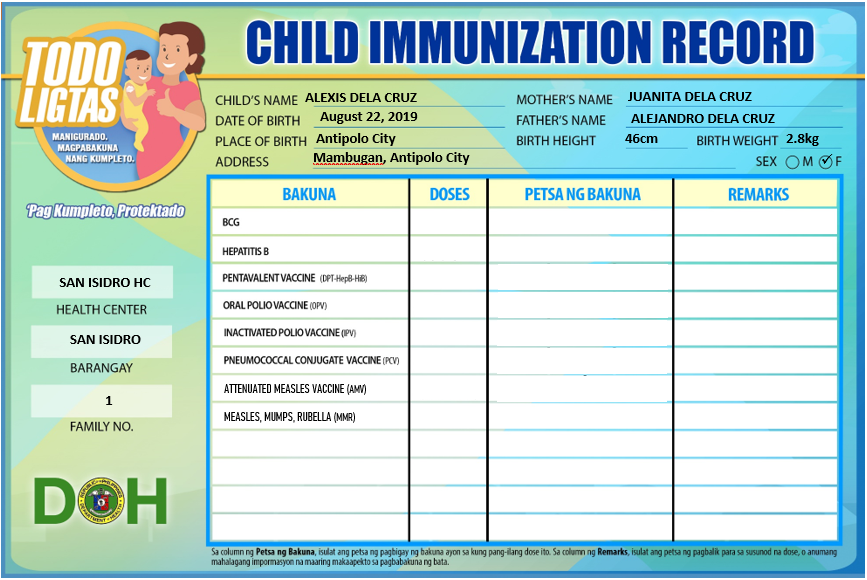 CHILD IMMUNIZATION RECORD
TODO
LIGTAS
MANIGURADO.
MAGPABAKUNA
NANG KUMPLETO.
'Pag Kumpleto, Protektado
CHILD'S NAME ALEXIS DELA CRUZ
MOTHER'S NAME JUANITA DELA CRUZ
DATE OF BIRTH August 22, 2019
FATHER'S NAME ALEJANDRO DELA CRUZ
PLACE OF BIRTH Antipolo City
BIRTH HEIGHT 46cm BIRTH WEIGHT 2.8kg
ADDRESS Mambugan, Antipolo City
SEX M F
BAKUNA DOSES PETSA NG BAKUNA REMARKS
BCG
HEPATITIS B
PENTAVALENT VACCINE (DPT-HepB-HiB)
ORAL POLIO VACCINE (OPV)
INACTIVATED POLIO VACCINE (IPV)
PNEUMOCOCCAL CONJUGATE VACCINE (PCV)
ATTENUATED MEASLES VACCINE (AMV)
MEASLES, MUMPS, RUBELLA (MMR)
SAN ISIDRO HC
HEALTH CENTER
SAN ISIDRO
BARANGAY
1
FAMILY NO.
DOH
Sa column ng Petsa ng Bakuna, isulat ang petsa ng pagbigay ng bakuna ayon sa kung pang-ilang dose ito. Sa column ng Remarks, isulat ang petsa ng pagbalik para sa susunod na dose, o anumang
mahalagang impormasyon na maaring makaapekto sa pagbabakuna ng bata.